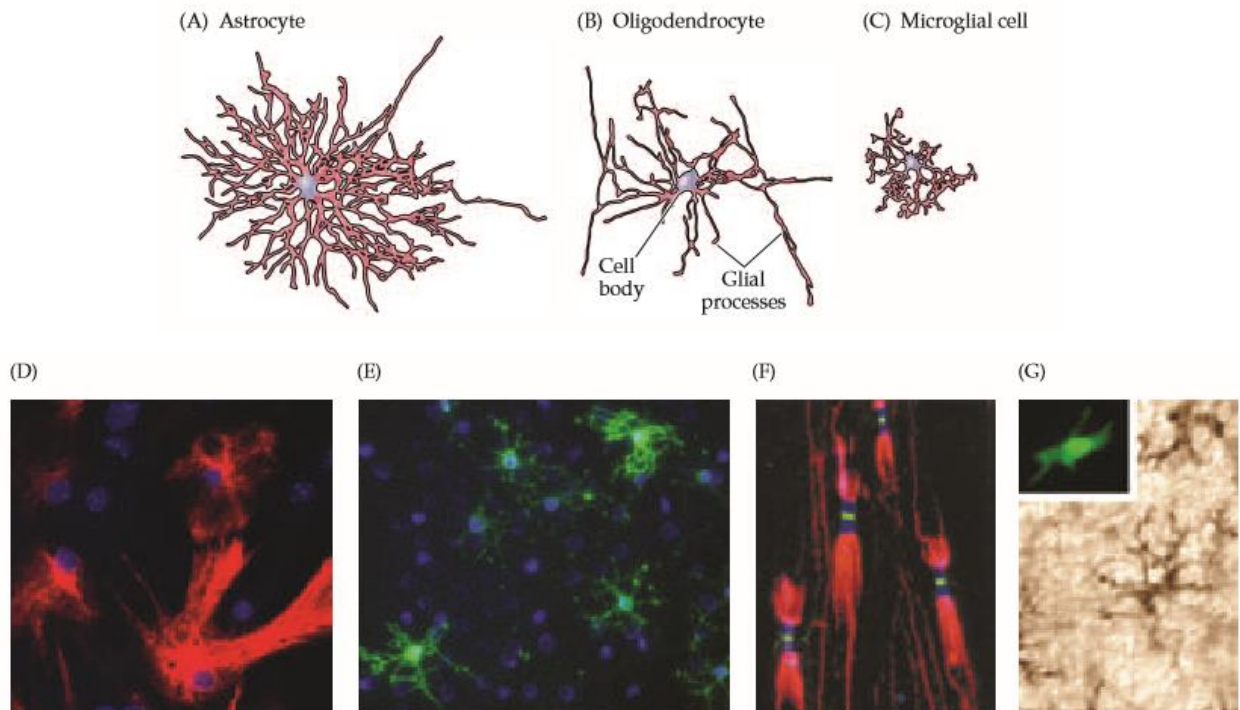 (A) Astrocyte
(B) Oligodendrocyte
(C) Microglial cell
Cell
body
Glial
processes
(D)
(E)
(F)
(G)